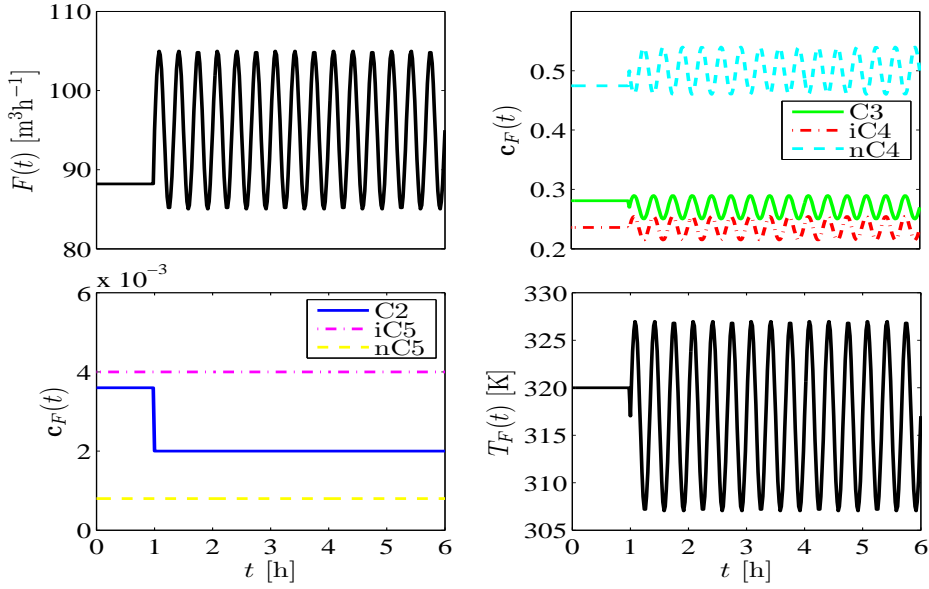 110
100
90
80
F(t) [m³h⁻¹]
0.5
0.4
0.3
0.2
c_F(t)
C3
iC4
nC4
x 10⁻³
6
4
2
0
c_F(t)
C2
iC5
nC5
0 1 2 3 4 5 6
t [h]
330
325
320
315
310
305
T_F(t) [K]
0 1 2 3 4 5 6
t [h]